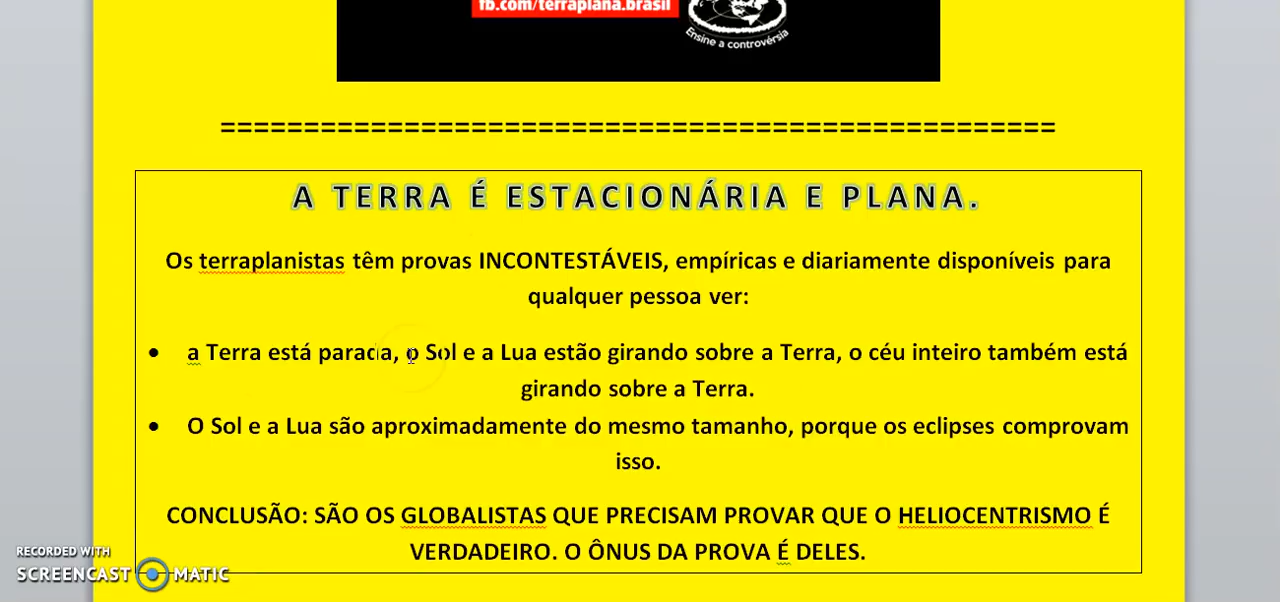 fb.com/terraplana.brasil
Ensine a controvérsia
==================================================
A TERRA É ESTACIONÁRIA E PLANA.
Os terraplanistas têm provas INCONTESTÁVEIS, empíricas e diariamente disponíveis para
qualquer pessoa ver:
• a Terra está parada, o Sol e a Lua estão girando sobre a Terra, o céu inteiro também está
girando sobre a Terra.
• O Sol e a Lua são aproximadamente do mesmo tamanho, porque os eclipses comprovam
isso.
CONCLUSÃO: SÃO OS GLOBALISTAS QUE PRECISAM PROVAR QUE O HELIOCENTRISMO É
VERDADEIRO. O ÔNUS DA PROVA É DELES.
RECORDED WITH
SCREENCAST MATIC